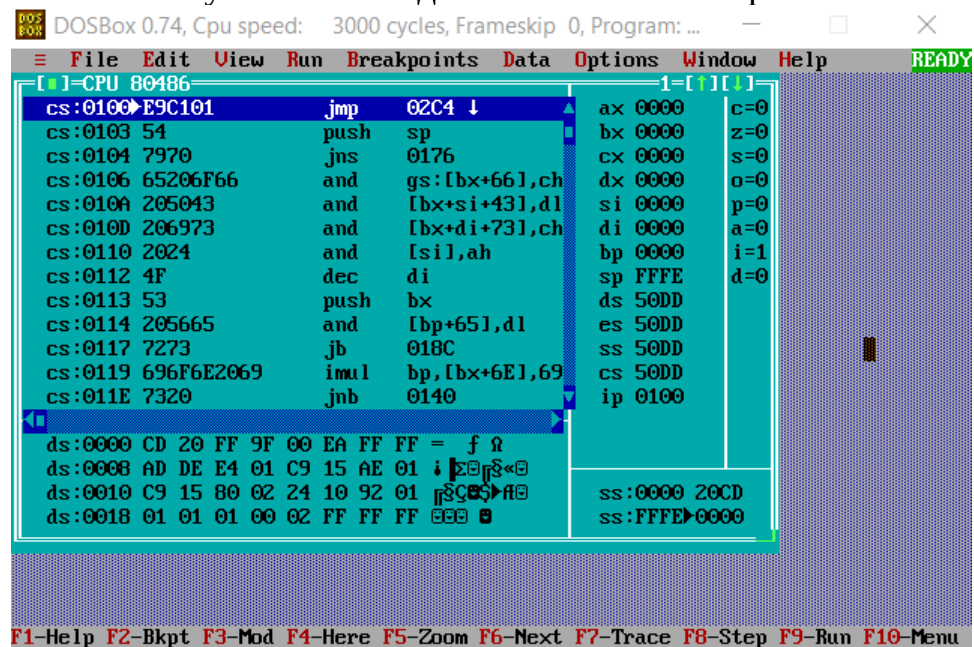 DOS BOX DOSBox 0.74, Cpu speed: 3000 cycles, Frameskip 0, Program: ...
≡ File Edit View Run Breakpoints Data Options Window Help READY
[■]=CPU 80486 1=[↑][↓]
cs:0100►E9C101 jmp 02C4 ↓ ax 0000 c=0
cs:0103 54 push sp bx 0000 z=0
cs:0104 7970 jns 0176 cx 0000 s=0
cs:0106 65206F66 and gs:[bx+66],ch dx 0000 o=0
cs:010A 205043 and [bx+si+43],dl si 0000 p=0
cs:010D 206973 and [bx+di+73],ch di 0000 a=0
cs:0110 2024 and [si],ah bp 0000 i=1
cs:0112 4F dec di sp FFFE d=0
cs:0113 53 push bx ds 50DD
cs:0114 205665 and [bp+65],dl es 50DD
cs:0117 7273 jb 018C ss 50DD
cs:0119 696F6E2069 imul bp,[bx+6E],69 cs 50DD
cs:011E 7320 jnb 0140 ip 0100
ds:0000 CD 20 FF 9F 00 EA FF FF = ƒ Ω
ds:0008 AD DE E4 01 C9 15 AE 01 ¡▐Σ☺╔§«☺
ds:0010 C9 15 80 02 24 10 92 01 ╔§Ç☻$►Æ☺ ss:0000 20CD
ds:0018 01 01 01 00 02 FF FF FF ☺☺☺ ☻ ss:FFFE►0000
F1-Help F2-Bkpt F3-Mod F4-Here F5-Zoom F6-Next F7-Trace F8-Step F9-Run F10-Menu